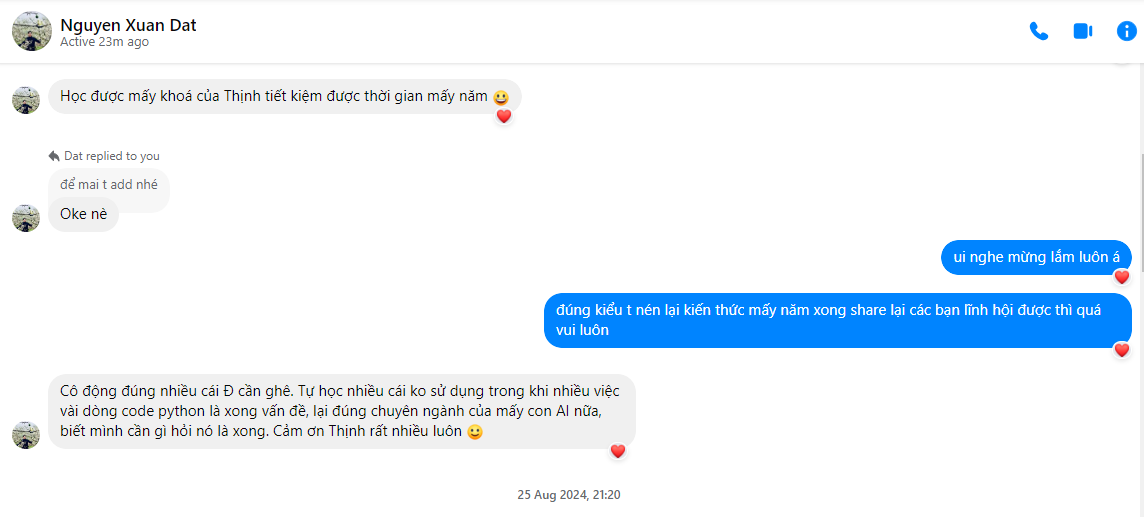 Nguyen Xuan Dat
Active 23m ago
Học được mấy khoá của Thịnh tiết kiệm được thời gian mấy năm 😃
Dat replied to you
để mai t add nhé
Oke nè
ui nghe mừng lắm luôn á
đúng kiểu t nén lại kiến thức mấy năm xong share lại các bạn lĩnh hội được thì quá
vui luôn
Cô động đúng nhiều cái Đ cần ghê. Tự học nhiều cái ko sử dụng trong khi nhiều việc
vài dòng code python là xong vấn đề, lại đúng chuyên ngành của mấy con AI nữa,
biết mình cần gì hỏi nó là xong. Cảm ơn Thịnh rất nhiều luôn 🙂
25 Aug 2024, 21:20